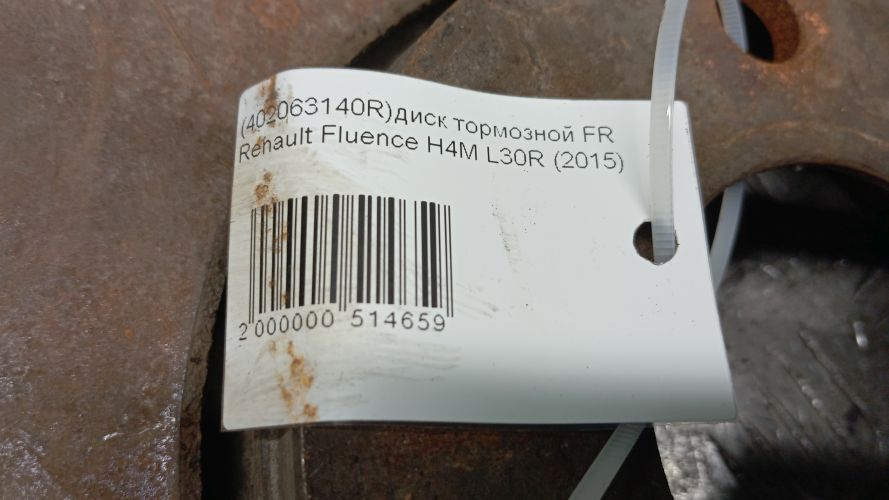 (402063140R)диск тормозной FR
Renault Fluence H4M L30R (2015)
2 000000 514659